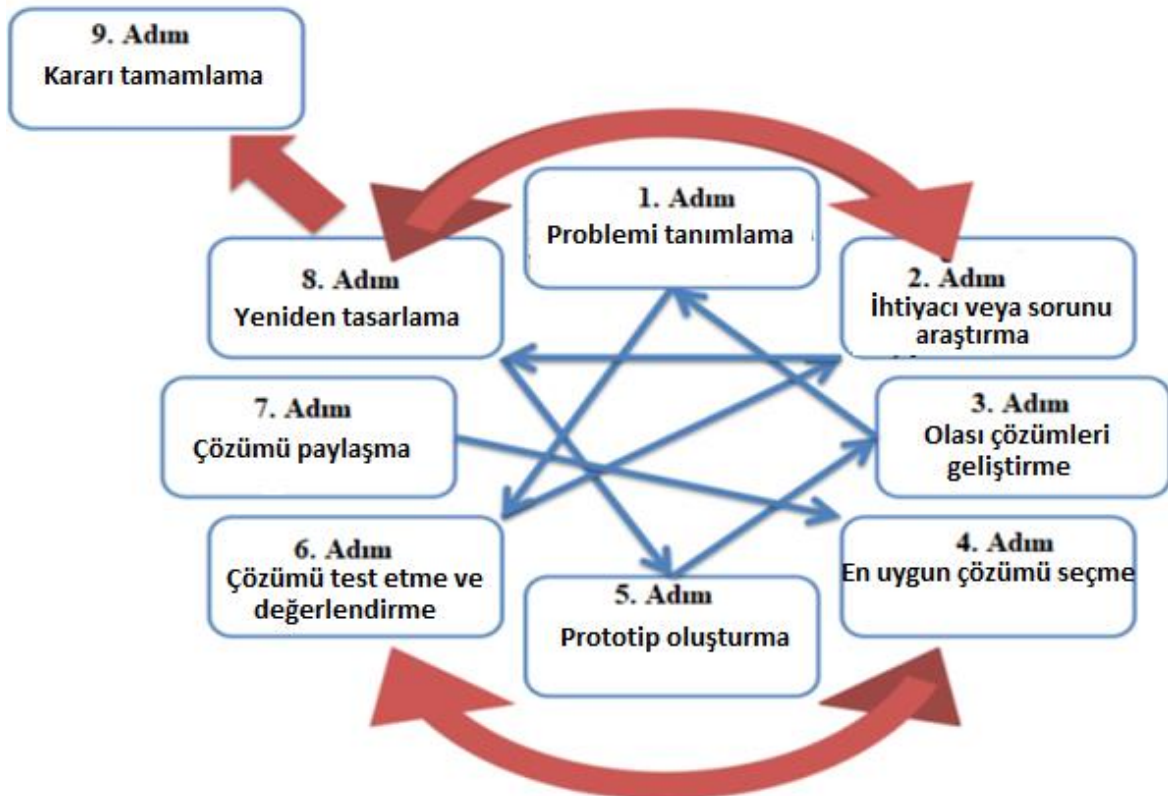 9. Adım
Kararı tamamlama
1. Adım
Problemi tanımlama
2. Adım
İhtiyacı veya sorunu
araştırma
3. Adım
Olası çözümleri
geliştirme
4. Adım
En uygun çözümü seçme
5. Adım
Prototip oluşturma
6. Adım
Çözümü test etme ve
değerlendirme
7. Adım
Çözümü paylaşma
8. Adım
Yeniden tasarlama